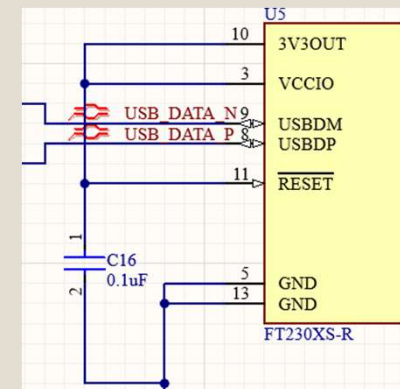 U5
10 3V3OUT
3 VCCIO
USB_DATA_N 9 USBDM
USB_DATA_P 8 USBDP
11 RESET
1
C16
0.1uF
2
5 GND
13 GND
FT230XS-R